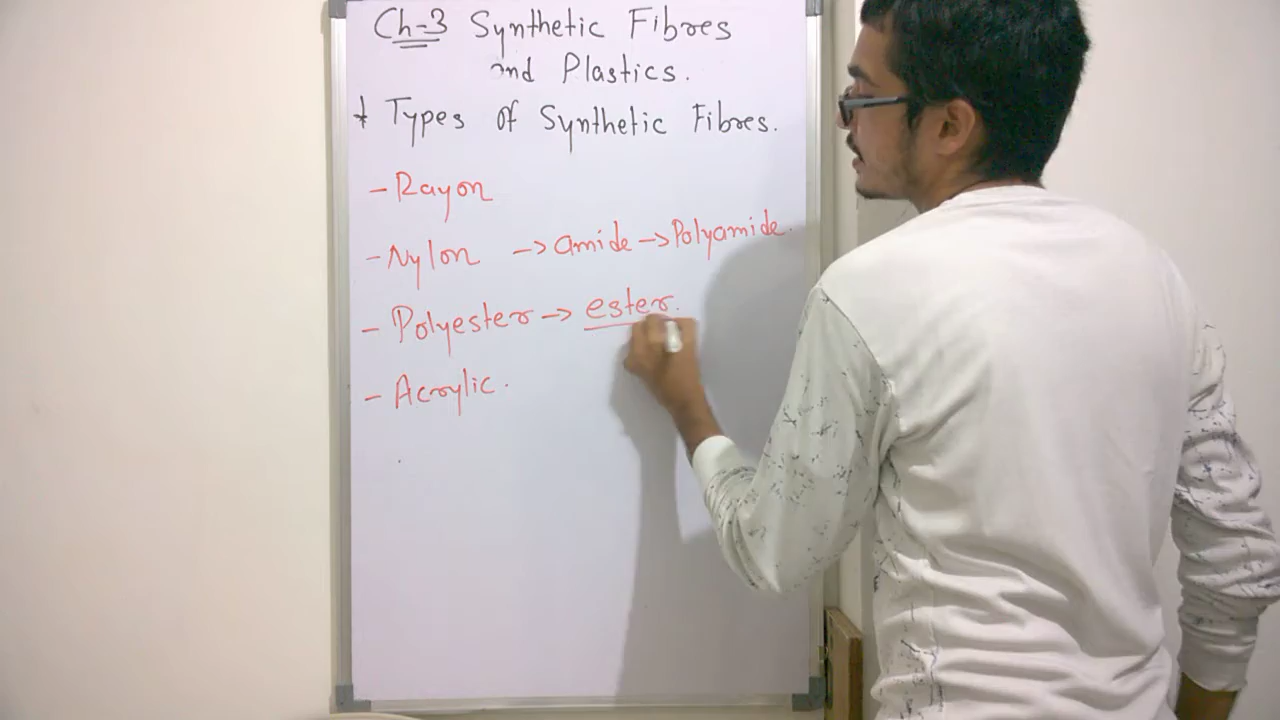 Ch-3 Synthetic Fibres
and Plastics.
* Types of Synthetic Fibres.
- Rayon
- Nylon → amide → Polyamide.
- Polyester → ester.
- Acrylic.